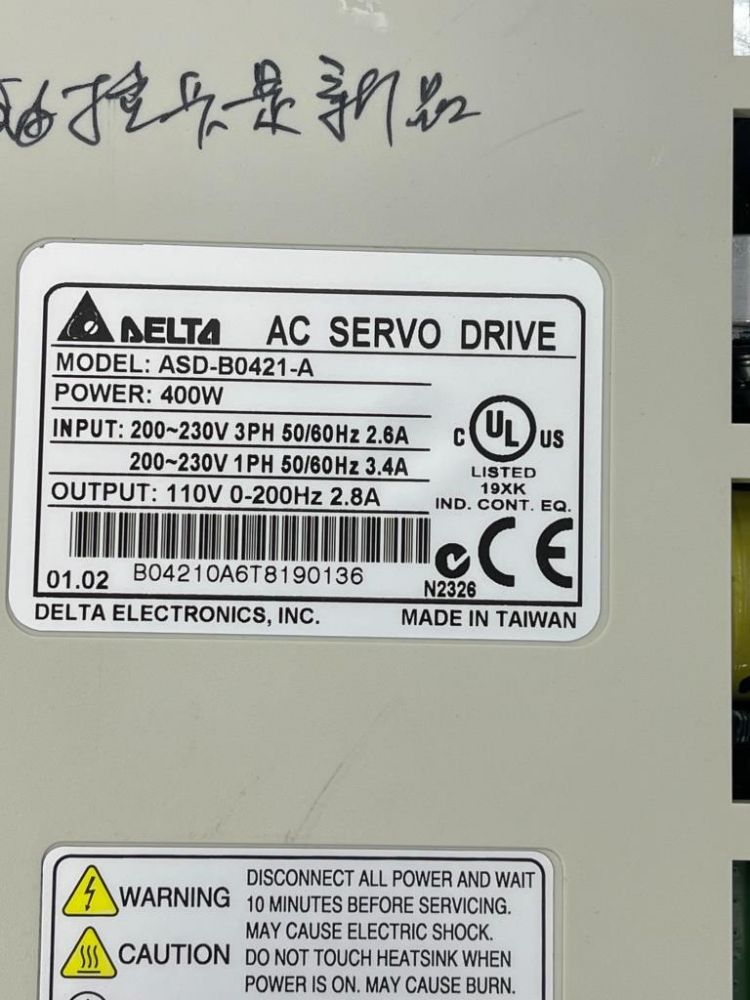 是新品
DELTA AC SERVO DRIVE
MODEL: ASD-B0421-A
POWER: 400W
INPUT: 200~230V 3PH 50/60Hz 2.6A
200~230V 1PH 50/60Hz 3.4A
OUTPUT: 110V 0-200Hz 2.8A
C UL US
LISTED
19XK
IND. CONT. EQ.
01.02 B04210A6T8190136
N2326
CE
DELTA ELECTRONICS, INC. MADE IN TAIWAN
WARNING DISCONNECT ALL POWER AND WAIT
10 MINUTES BEFORE SERVICING.
MAY CAUSE ELECTRIC SHOCK.
CAUTION DO NOT TOUCH HEATSINK WHEN
POWER IS ON. MAY CAUSE BURN.